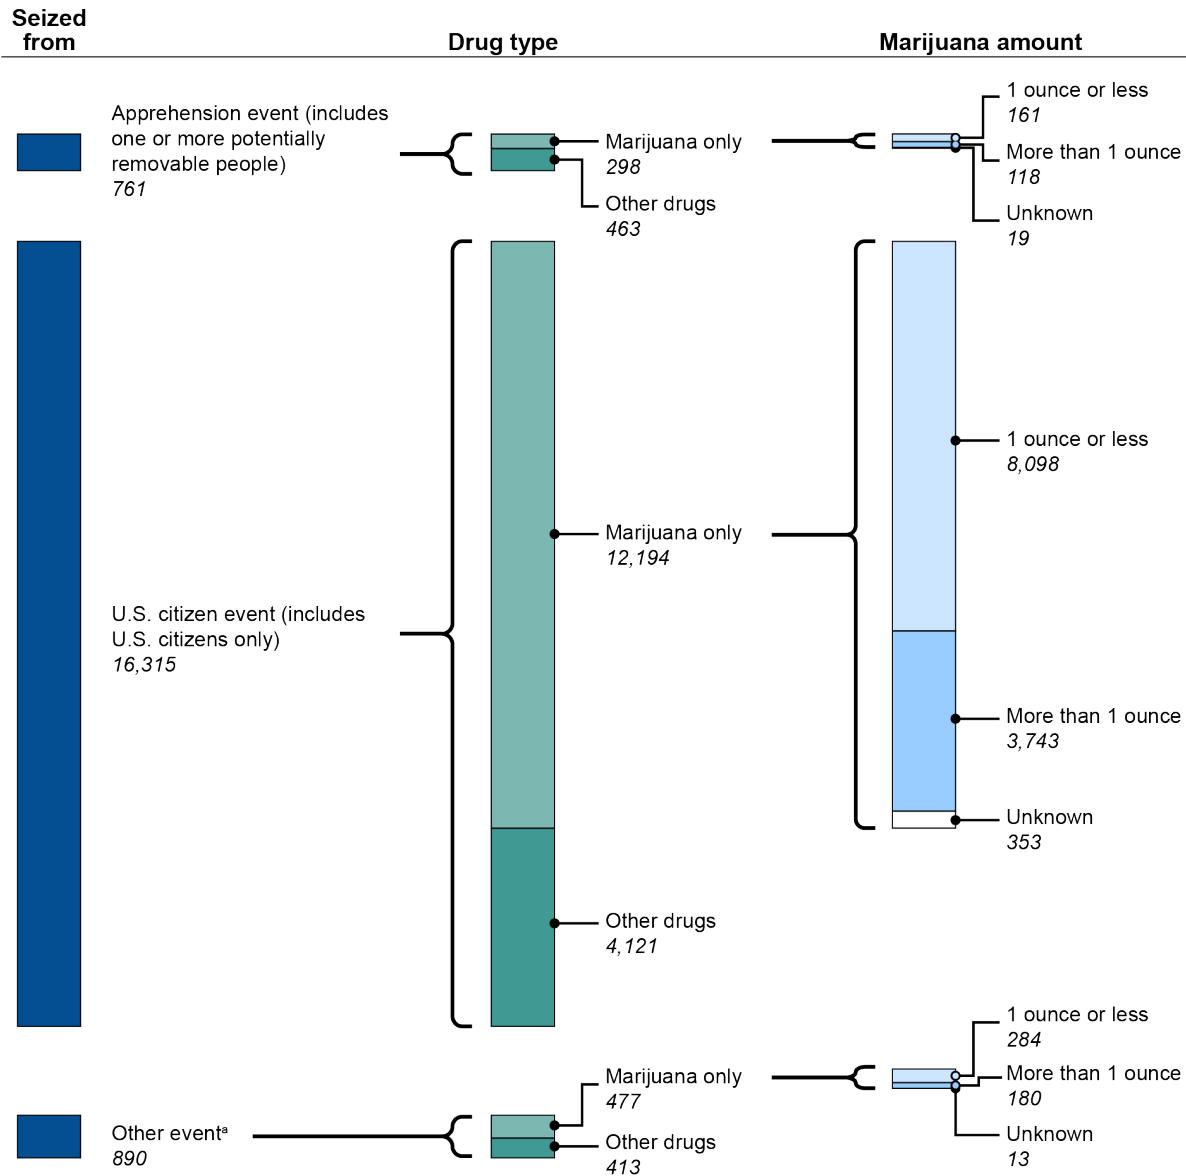 Seized
from
Drug type
Marijuana amount
Apprehension event (includes
one or more potentially
removable people)
761
Marijuana only
298
Other drugs
463
1 ounce or less
161
More than 1 ounce
118
Unknown
19
U.S. citizen event (includes
U.S. citizens only)
16,315
Marijuana only
12,194
Other drugs
4,121
1 ounce or less
8,098
More than 1 ounce
3,743
Unknown
353
Other eventª
890
Marijuana only
477
Other drugs
413
1 ounce or less
284
More than 1 ounce
180
Unknown
13